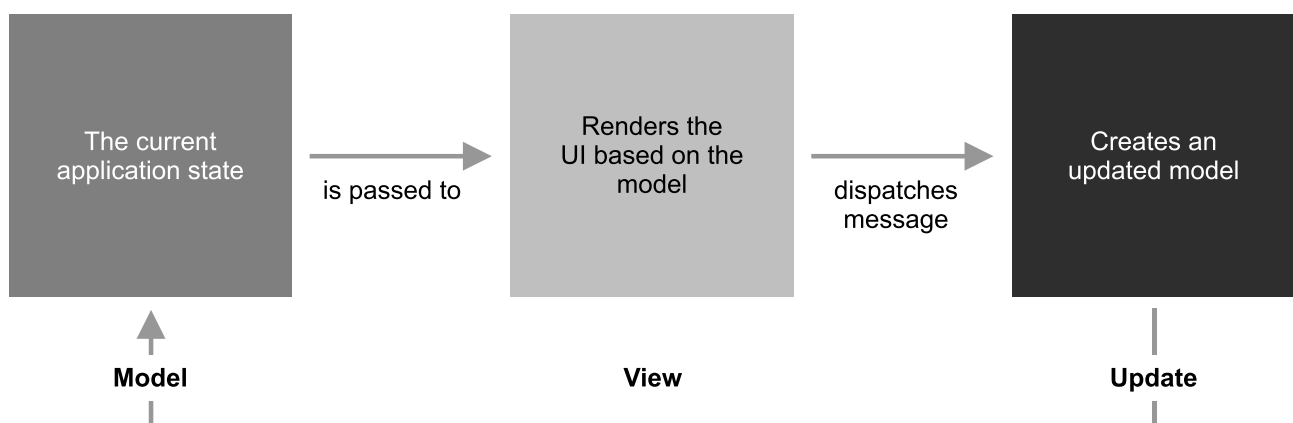 The current
application state
is passed to
Renders the
UI based on the
model
dispatches
message
Creates an
updated model
Model
View
Update